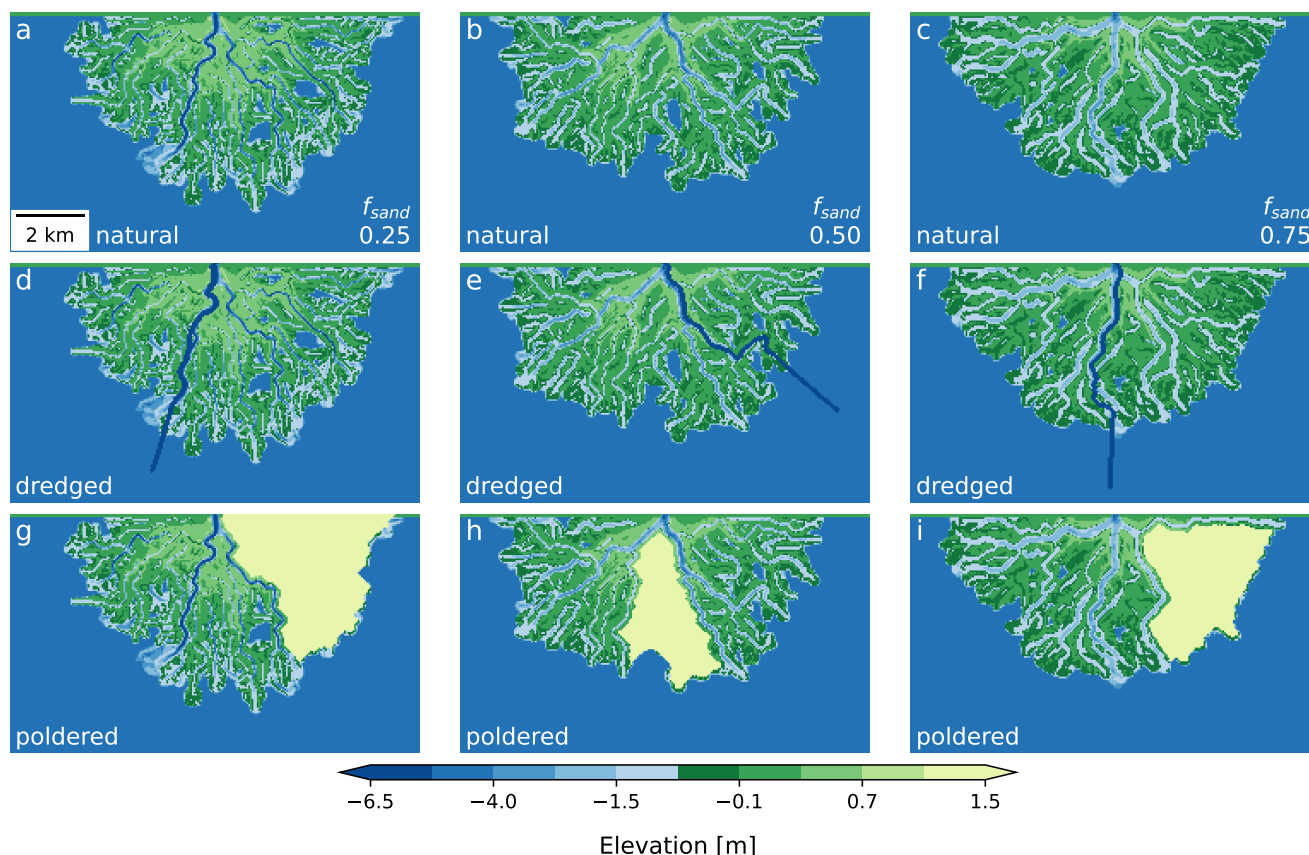 a
b
c
2 km
natural
f_sand
0.25
natural
f_sand
0.50
natural
f_sand
0.75
d
e
f
dredged
dredged
dredged
g
h
i
poldered
poldered
poldered
−6.5
−4.0
−1.5
−0.1
0.7
1.5
Elevation [m]